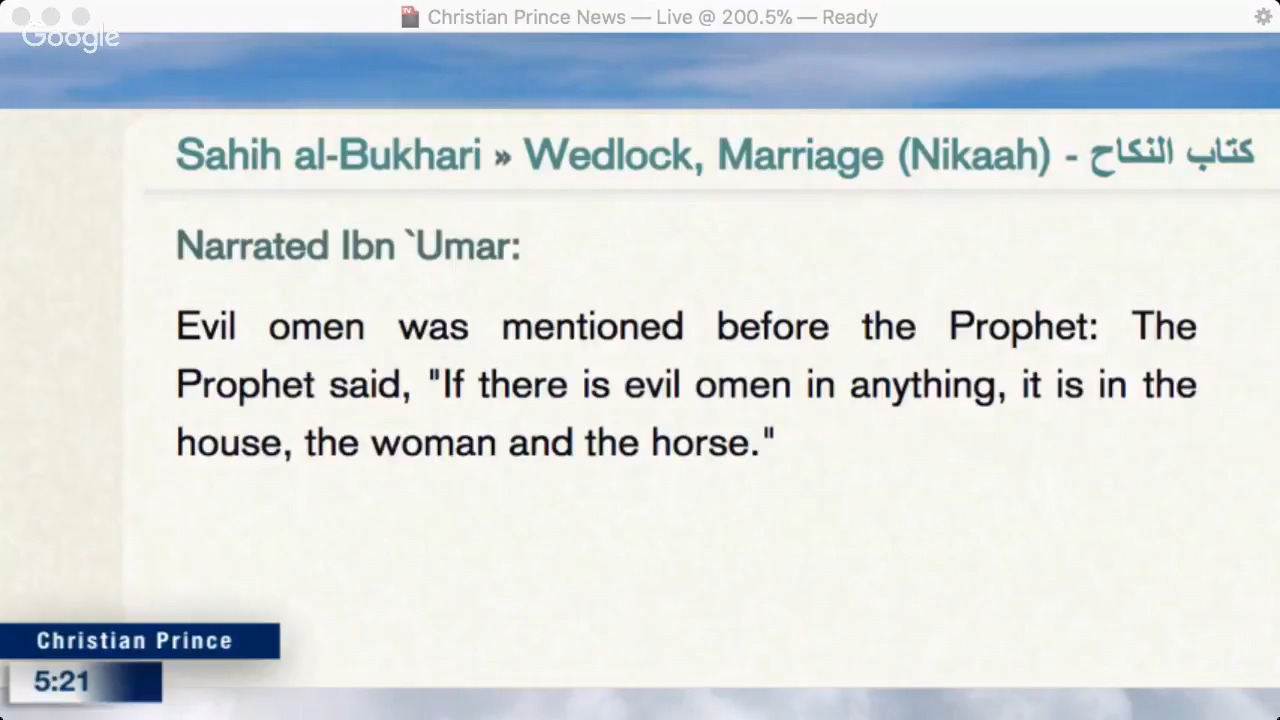 Christian Prince News — Live @ 200.5% — Ready
Google
Sahih al-Bukhari » Wedlock, Marriage (Nikaah) - كتاب النكاح
Narrated Ibn `Umar:
Evil omen was mentioned before the Prophet: The
Prophet said, "If there is evil omen in anything, it is in the
house, the woman and the horse."
Christian Prince
5:21